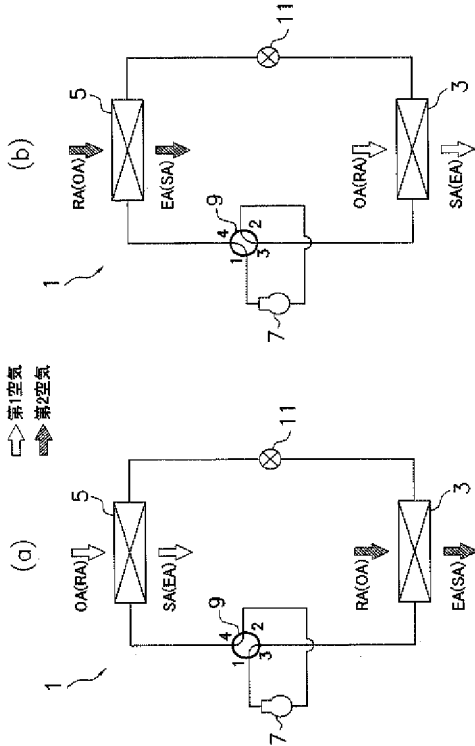 ⇨ 第1空気
➡ 第2空気
(a)
1
5
OA(RA)
SA(EA)
9
4
1
2
3
7
11
RA(OA)
EA(SA)
3
(b)
1
5
RA(OA)
EA(SA)
9
4
1
2
3
7
11
OA(RA)
SA(EA)
3